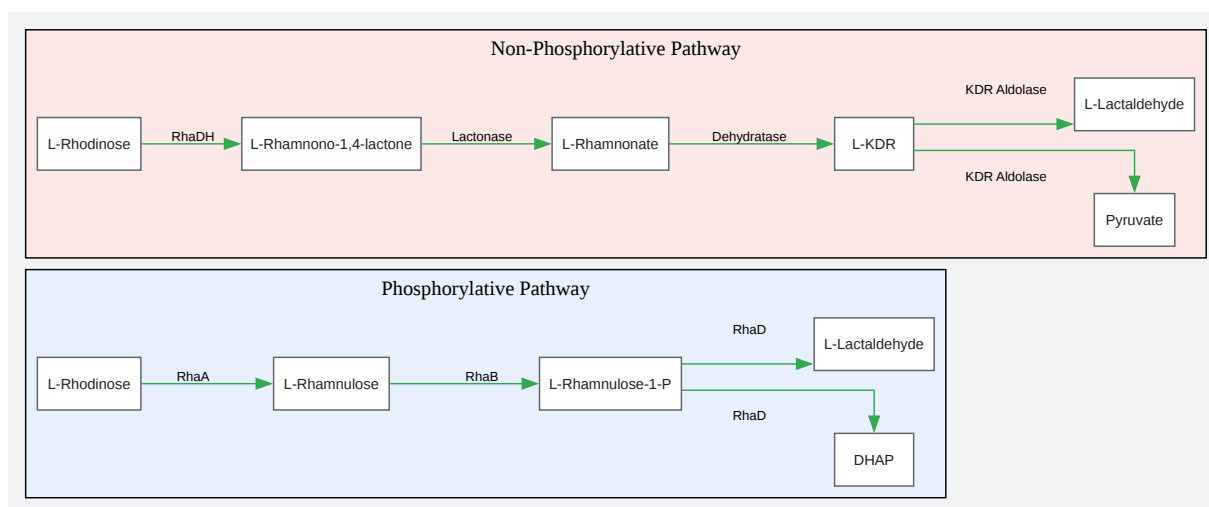 Non-Phosphorylative Pathway
L-Rhodinose
RhaDH
L-Rhamnono-1,4-lactone
Lactonase
L-Rhamnonate
Dehydratase
L-KDR
KDR Aldolase
L-Lactaldehyde
KDR Aldolase
Pyruvate
Phosphorylative Pathway
L-Rhodinose
RhaA
L-Rhamnulose
RhaB
L-Rhamnulose-1-P
RhaD
L-Lactaldehyde
RhaD
DHAP